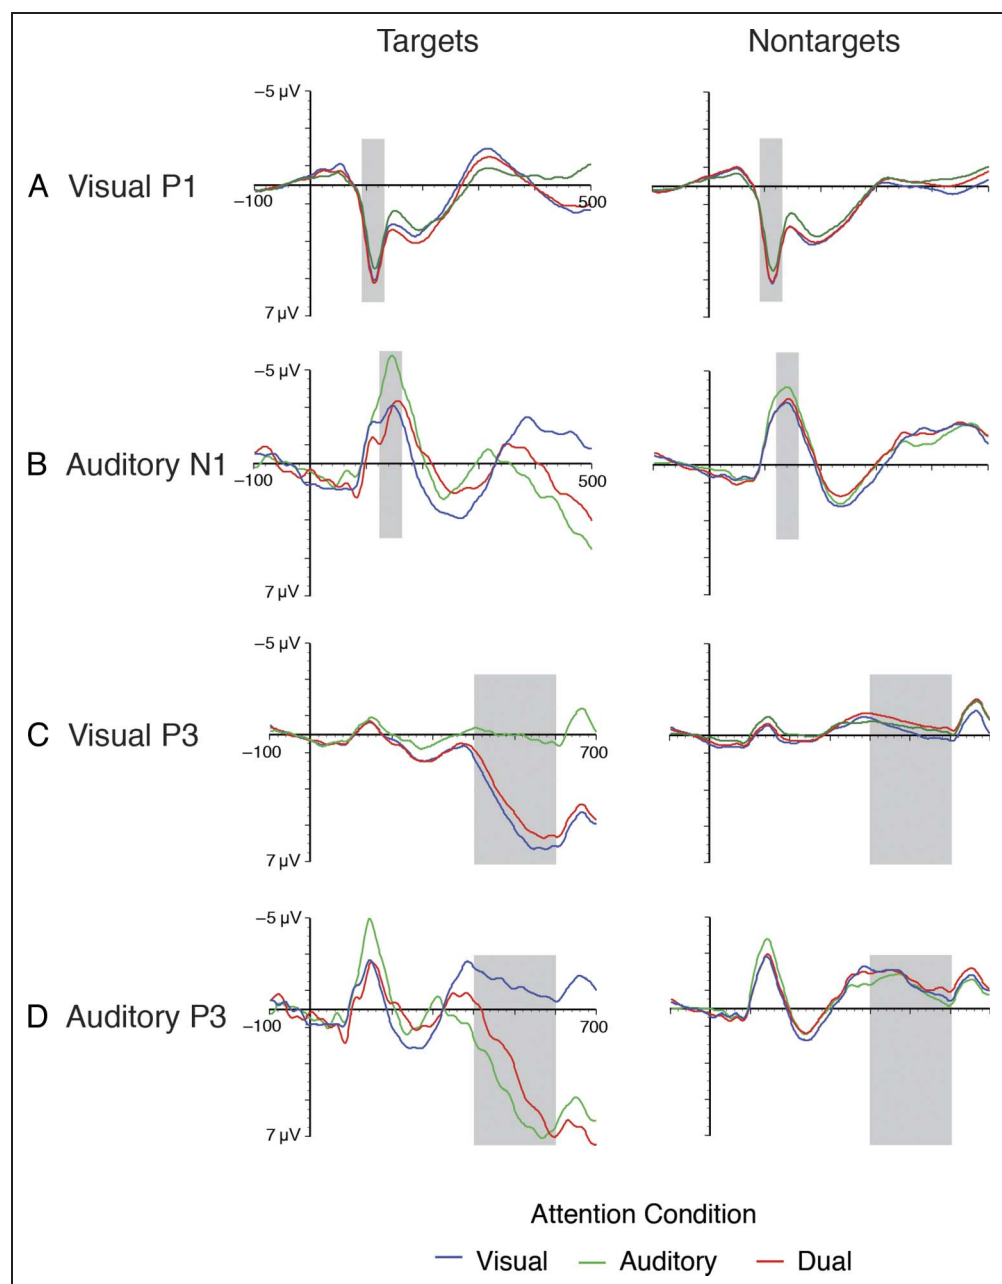 Targets Nontargets
−5 µV
A Visual P1
−100 500
7 µV
−5 µV
B Auditory N1
−100 500
7 µV
−5 µV
C Visual P3
−100 700
7 µV
−5 µV
D Auditory P3
−100 700
7 µV
Attention Condition
Visual Auditory Dual